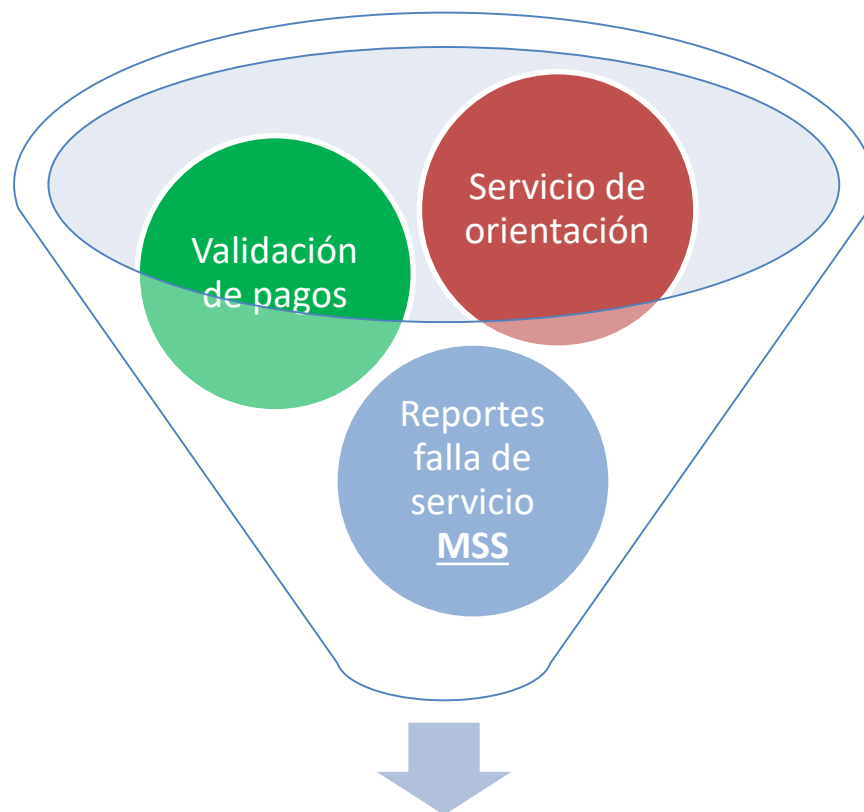 Servicio de
orientación
Validación
de pagos
Reportes
falla de
servicio
MSS